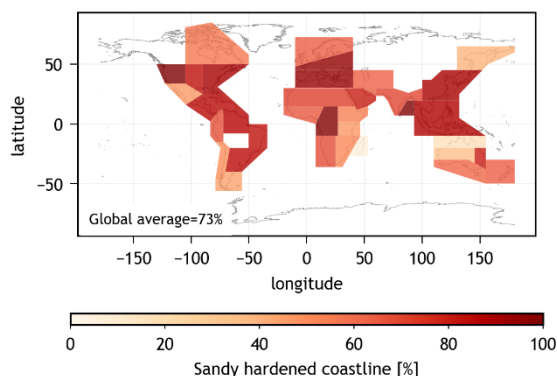 50
0
−50
latitude
Global average=73%
−150 −100 −50 0 50 100 150
longitude
0 20 40 60 80 100
Sandy hardened coastline [%]